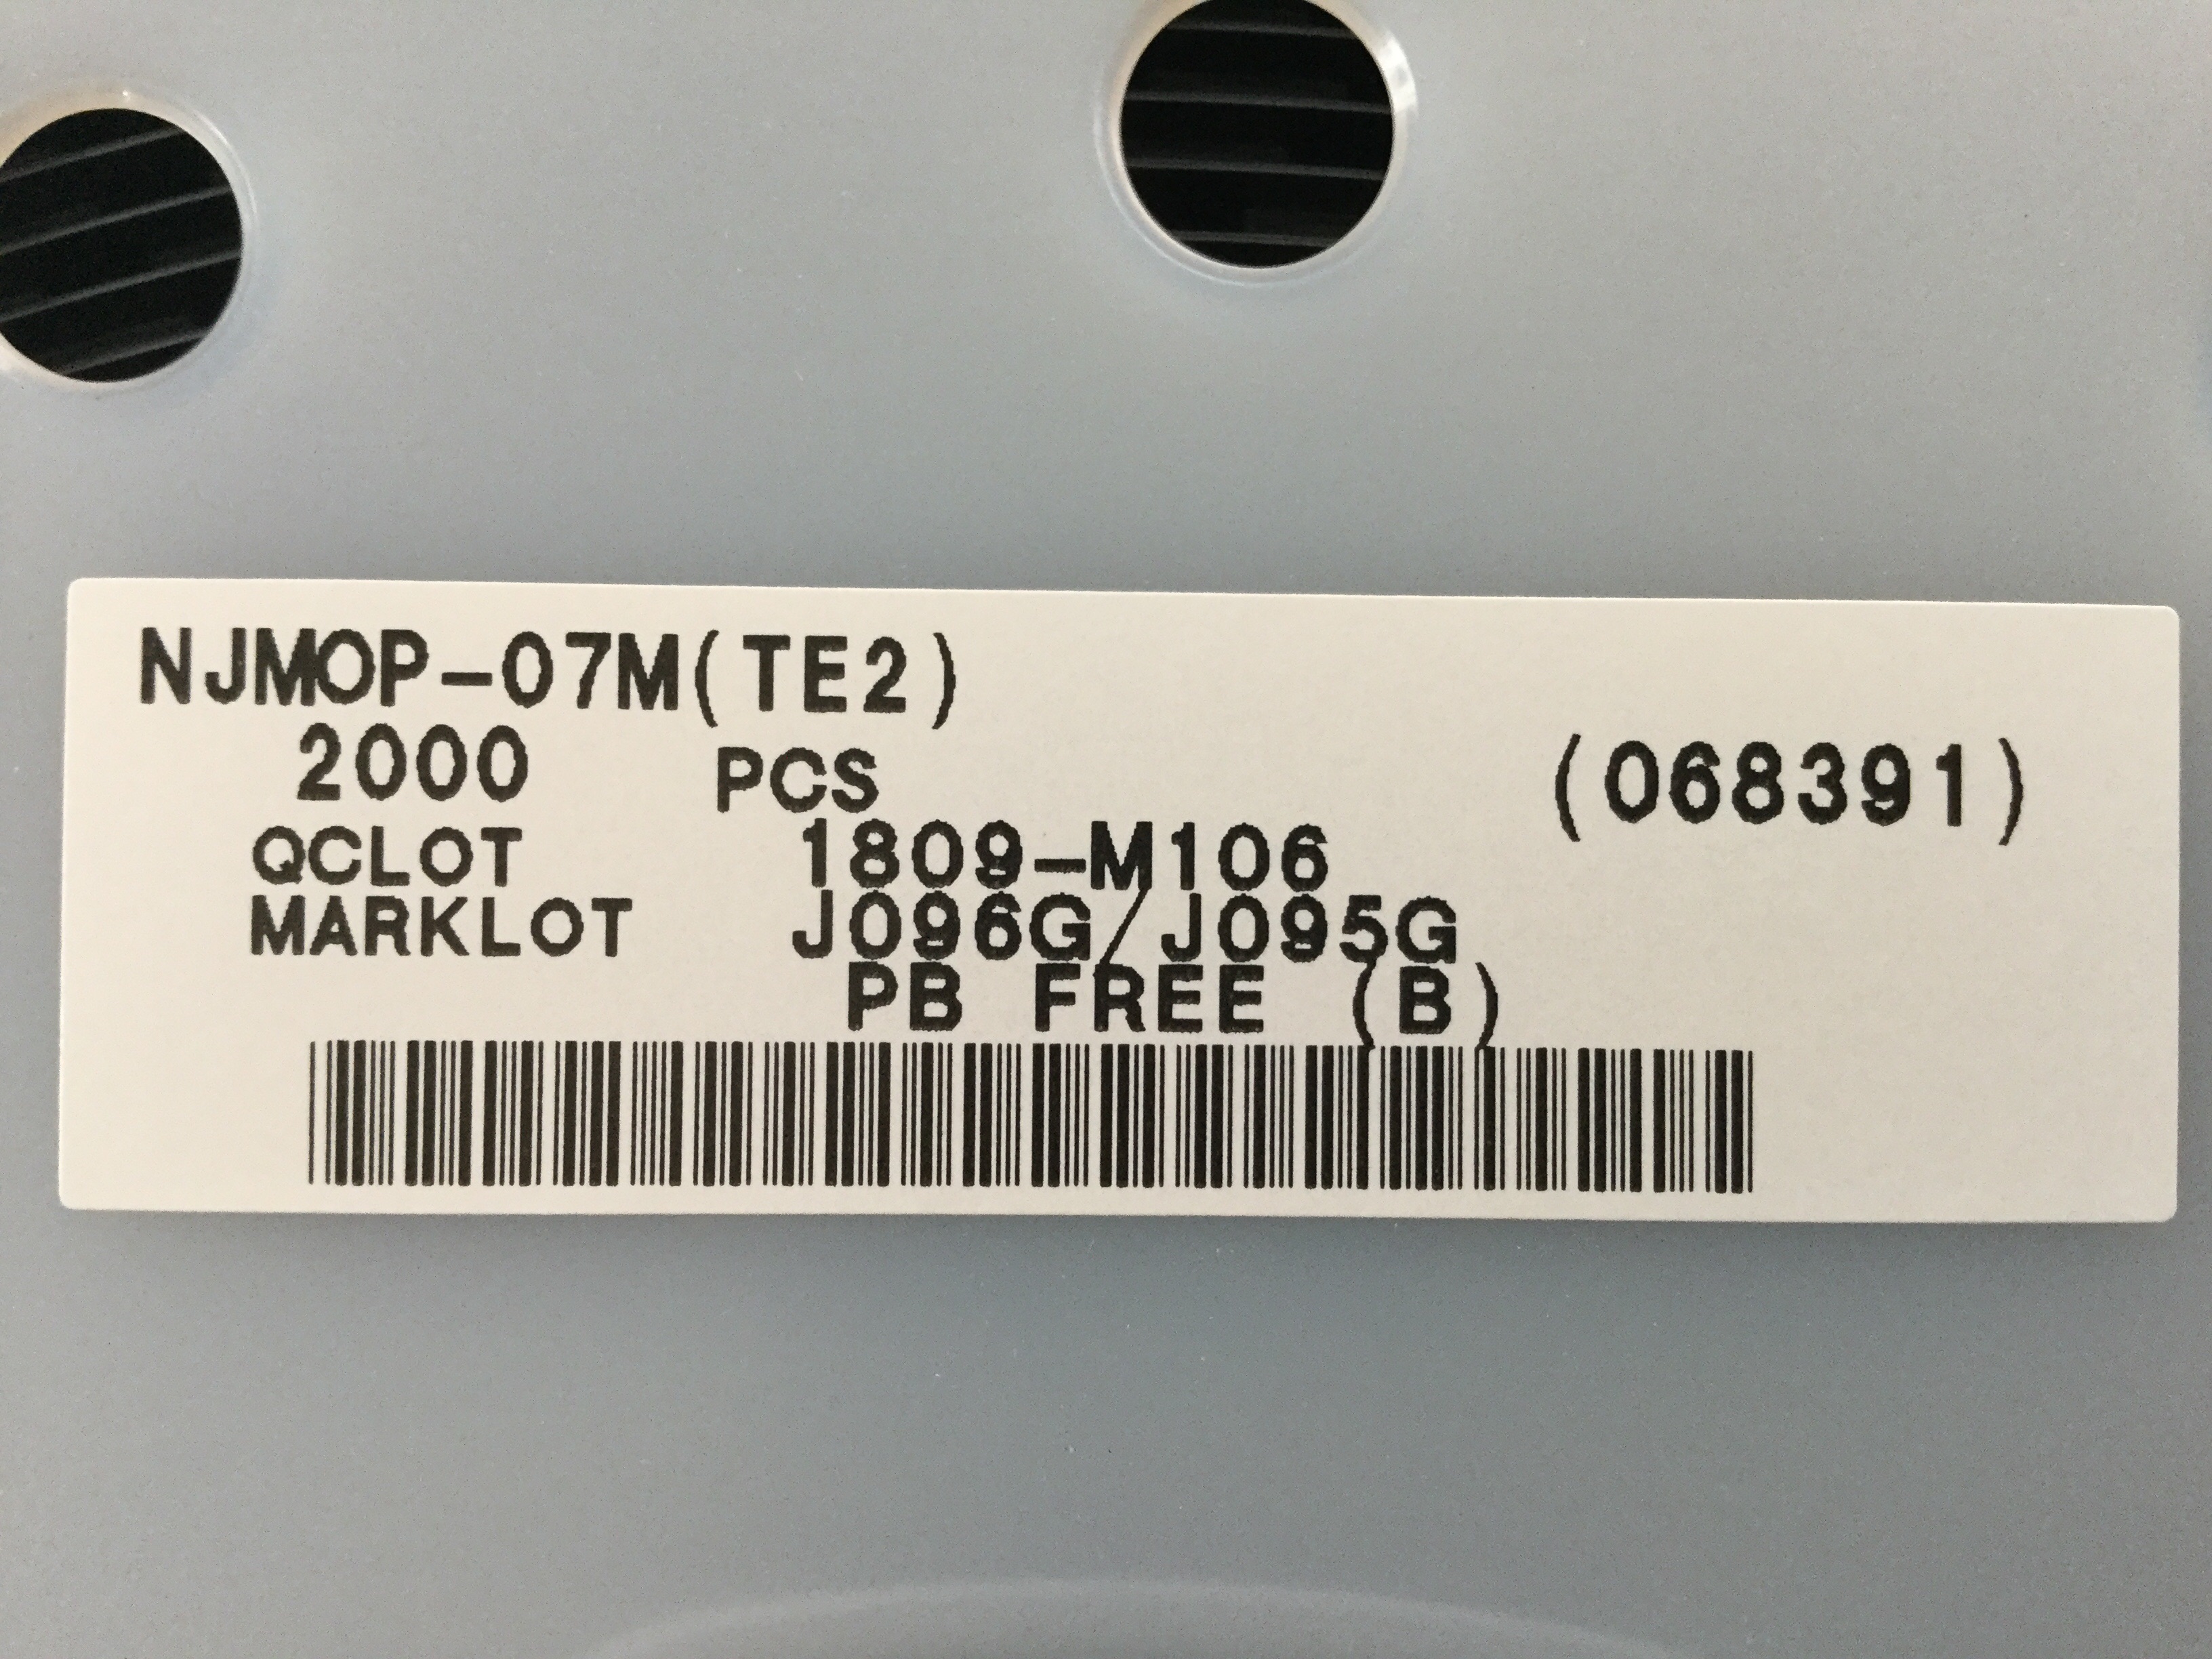 NJMOP-07M(TE2)
2000 PCS (068391)
QCLOT 1809-M106
MARKLOT J096G/J095G
PB FREE (B)